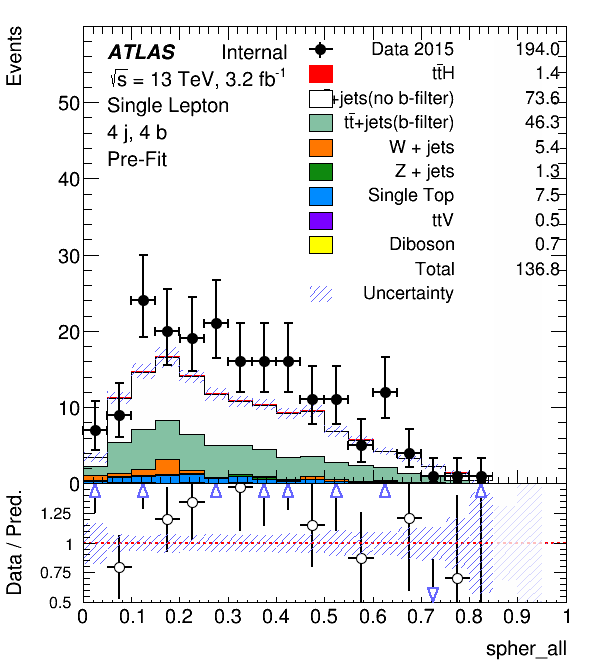 Events
ATLAS Internal
√s = 13 TeV, 3.2 fb⁻¹
Single Lepton
4 j, 4 b
Pre-Fit
Data 2015 194.0
tt̄H 1.4
+jets(no b-filter) 73.6
tt̄+jets(b-filter) 46.3
W + jets 5.4
Z + jets 1.3
Single Top 7.5
ttV 0.5
Diboson 0.7
Total 136.8
Uncertainty
50
40
30
20
10
0
Data / Pred.
1.25
1
0.75
0.5
0 0.1 0.2 0.3 0.4 0.5 0.6 0.7 0.8 0.9 1
spher_all